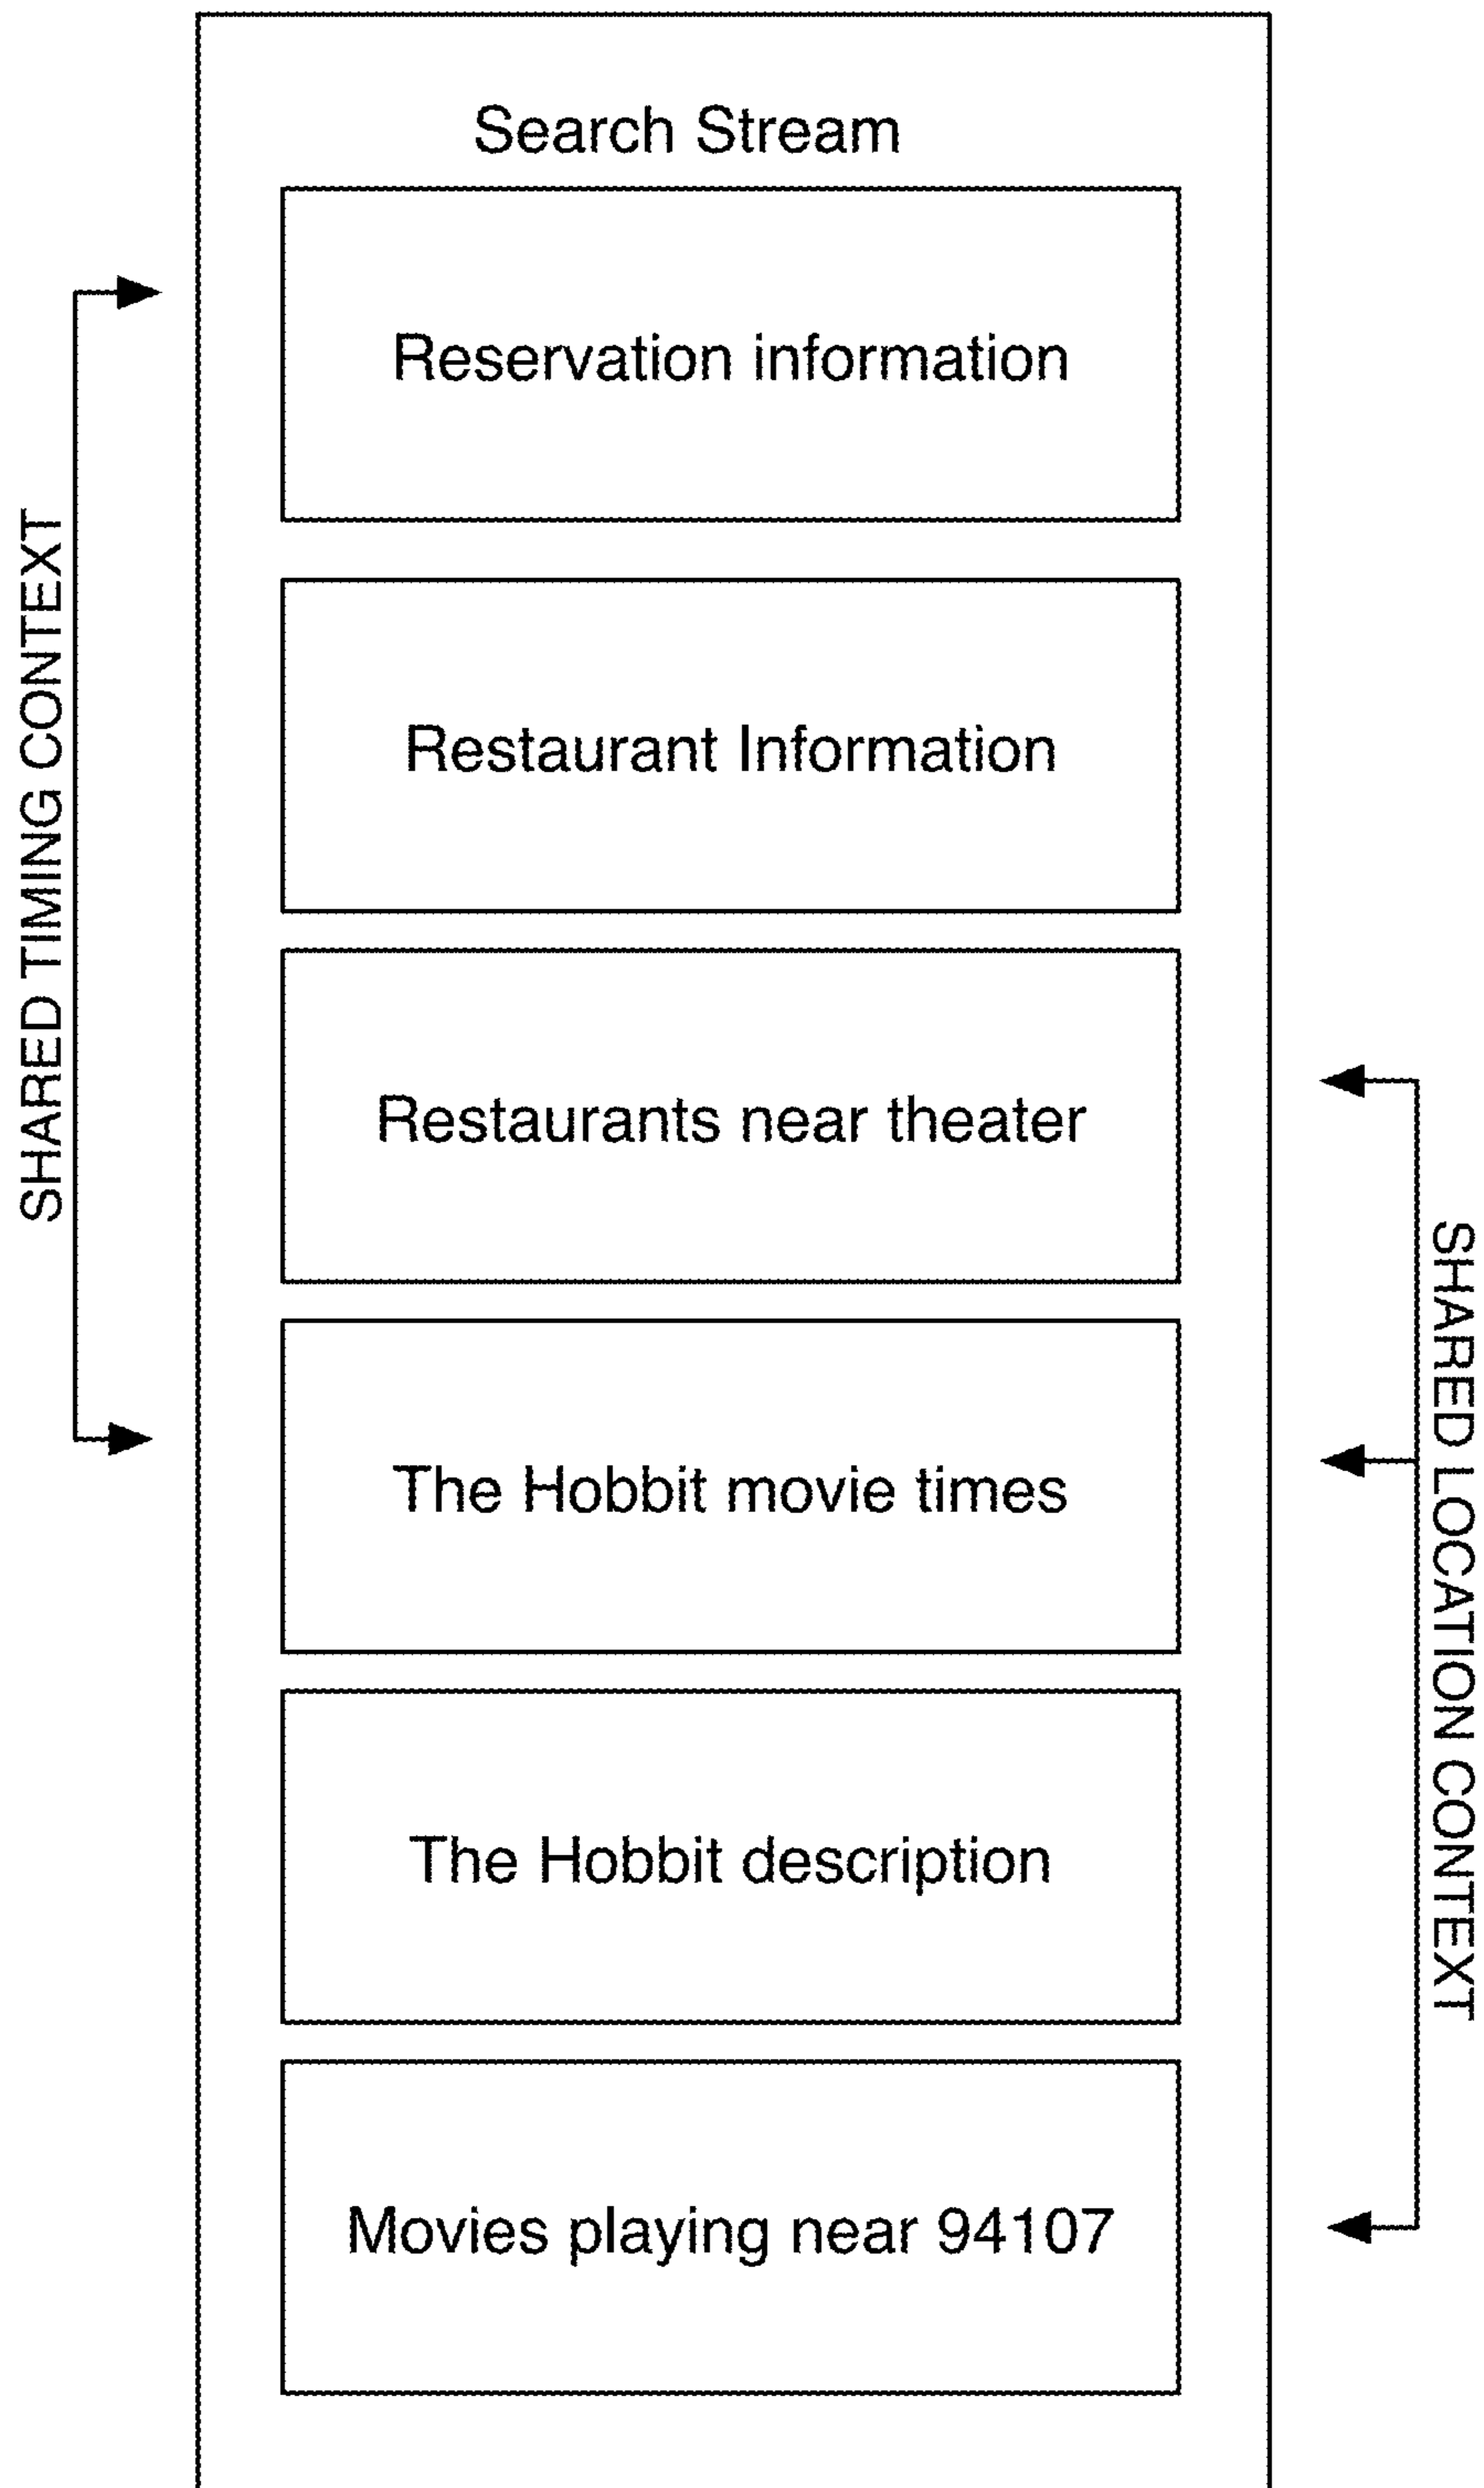 Search Stream
Reservation information
SHARED TIMING CONTEXT
Restaurant Information
Restaurants near theater
The Hobbit movie times
SHARED LOCATION CONTEXT
The Hobbit description
Movies playing near 94107